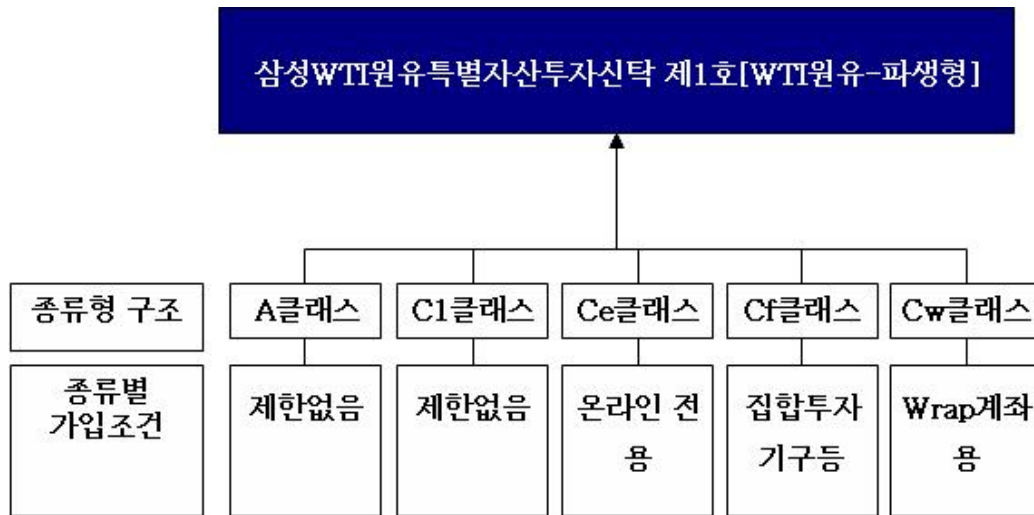 삼성WTI원유특별자산투자신탁 제1호[WTI원유-파생형]
종류형 구조
A클래스
C1클래스
Ce클래스
Cf클래스
Cw클래스
종류별
가입조건
제한없음
제한없음
온라인 전
용
집합투자
기구등
Wrap계좌
용